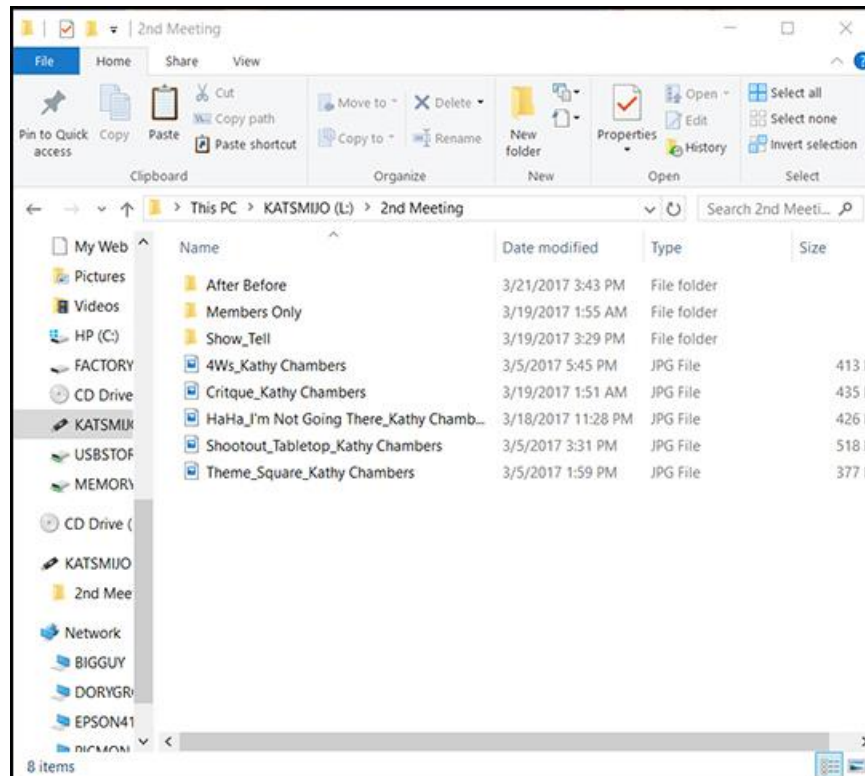 2nd Meeting
File Home Share View
Pin to Quick access
Copy
Paste
Cut
Copy path
Paste shortcut
Clipboard
Move to
Copy to
Delete
Rename
Organize
New folder
New
Properties
Open
Edit
History
Open
Select all
Select none
Invert selection
Select
This PC > KATSMIJO (L:) > 2nd Meeting
Search 2nd Meeti...
My Web
Pictures
Videos
HP (C:)
FACTORY
CD Drive
KATSMIJO
USBSTOR
MEMORY
CD Drive (
KATSMIJO
2nd Mee
Network
BIGGUY
DORYGR
EPSON41
PICMON
Name Date modified Type Size
After Before 3/21/2017 3:43 PM File folder
Members Only 3/19/2017 1:55 AM File folder
Show_Tell 3/19/2017 3:29 PM File folder
4Ws_Kathy Chambers 3/5/2017 5:45 PM JPG File 413
Critque_Kathy Chambers 3/19/2017 1:51 AM JPG File 435
HaHa_I'm Not Going There_Kathy Chamb... 3/18/2017 11:28 PM JPG File 426
Shootout_Tabletop_Kathy Chambers 3/5/2017 3:31 PM JPG File 518
Theme_Square_Kathy Chambers 3/5/2017 1:59 PM JPG File 377
8 items